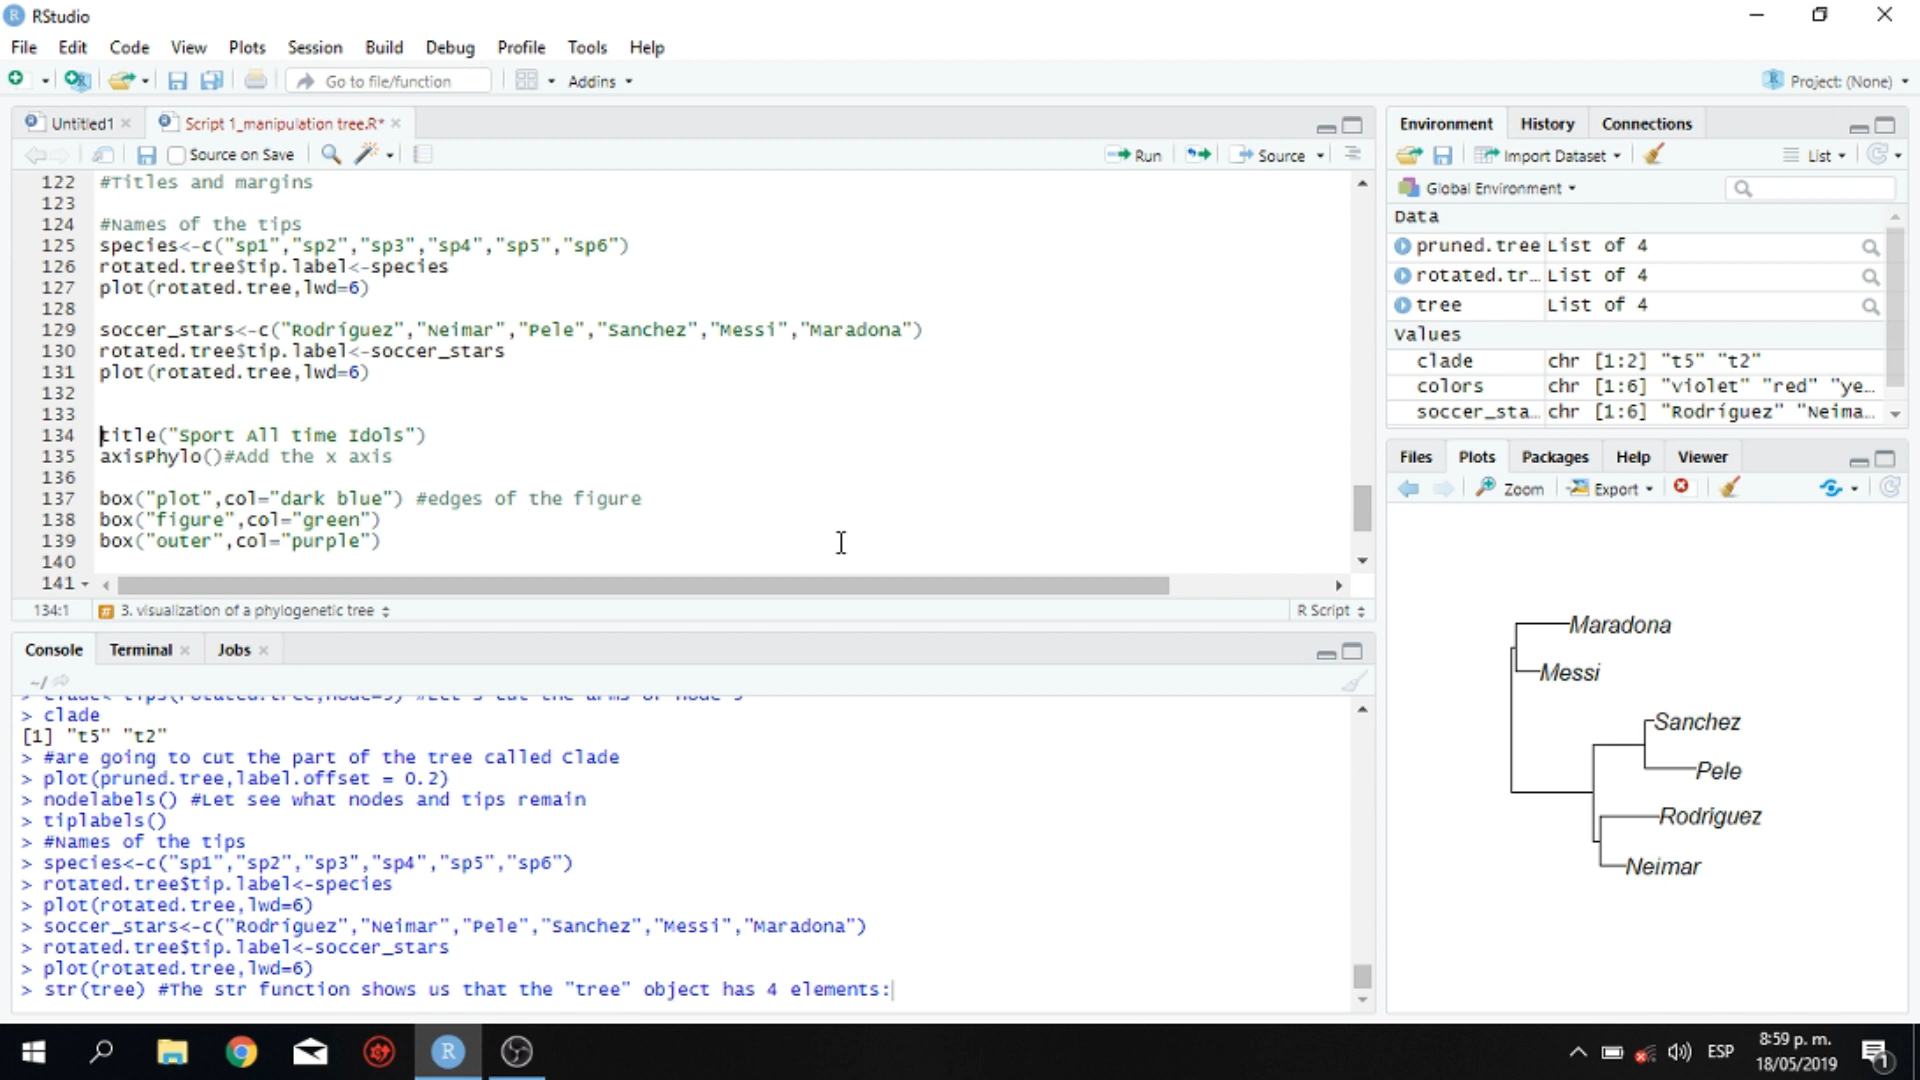 RStudio
File Edit Code View Plots Session Build Debug Profile Tools Help
Go to file/function Addins Project: (None)
Untitled1 Script 1_manipulation tree.R*
Source on Save Run Source
122 #Titles and margins
123
124 #Names of the tips
125 species<-c("sp1","sp2","sp3","sp4","sp5","sp6")
126 rotated.tree$tip.label<-species
127 plot(rotated.tree,lwd=6)
128
129 soccer_stars<-c("Rodríguez","Neimar","Pele","Sanchez","Messi","Maradona")
130 rotated.tree$tip.label<-soccer_stars
131 plot(rotated.tree,lwd=6)
132
133
134 title("Sport All time Idols")
135 axisPhylo()#Add the x axis
136
137 box("plot",col="dark blue") #edges of the figure
138 box("figure",col="green")
139 box("outer",col="purple")
140
141
134:1 3. visualization of a phylogenetic tree R Script
Console Terminal Jobs
~/
> clade
[1] "t5" "t2"
> #are going to cut the part of the tree called Clade
> plot(pruned.tree,label.offset = 0.2)
> nodelabels() #Let see what nodes and tips remain
> tiplabels()
> #Names of the tips
> species<-c("sp1","sp2","sp3","sp4","sp5","sp6")
> rotated.tree$tip.label<-species
> plot(rotated.tree,lwd=6)
> soccer_stars<-c("Rodríguez","Neimar","Pele","Sanchez","Messi","Maradona")
> rotated.tree$tip.label<-soccer_stars
> plot(rotated.tree,lwd=6)
> str(tree) #The str function shows us that the "tree" object has 4 elements:
Environment History Connections
Import Dataset List
Global Environment
Data
pruned.tree List of 4
rotated.tr… List of 4
tree List of 4
Values
clade chr [1:2] "t5" "t2"
colors chr [1:6] "violet" "red" "ye…
soccer_sta… chr [1:6] "Rodríguez" "Neima…
Files Plots Packages Help Viewer
Zoom Export
Maradona
Messi
Sanchez
Pele
Rodríguez
Neimar
ESP
8:59 p. m.
18/05/2019
1